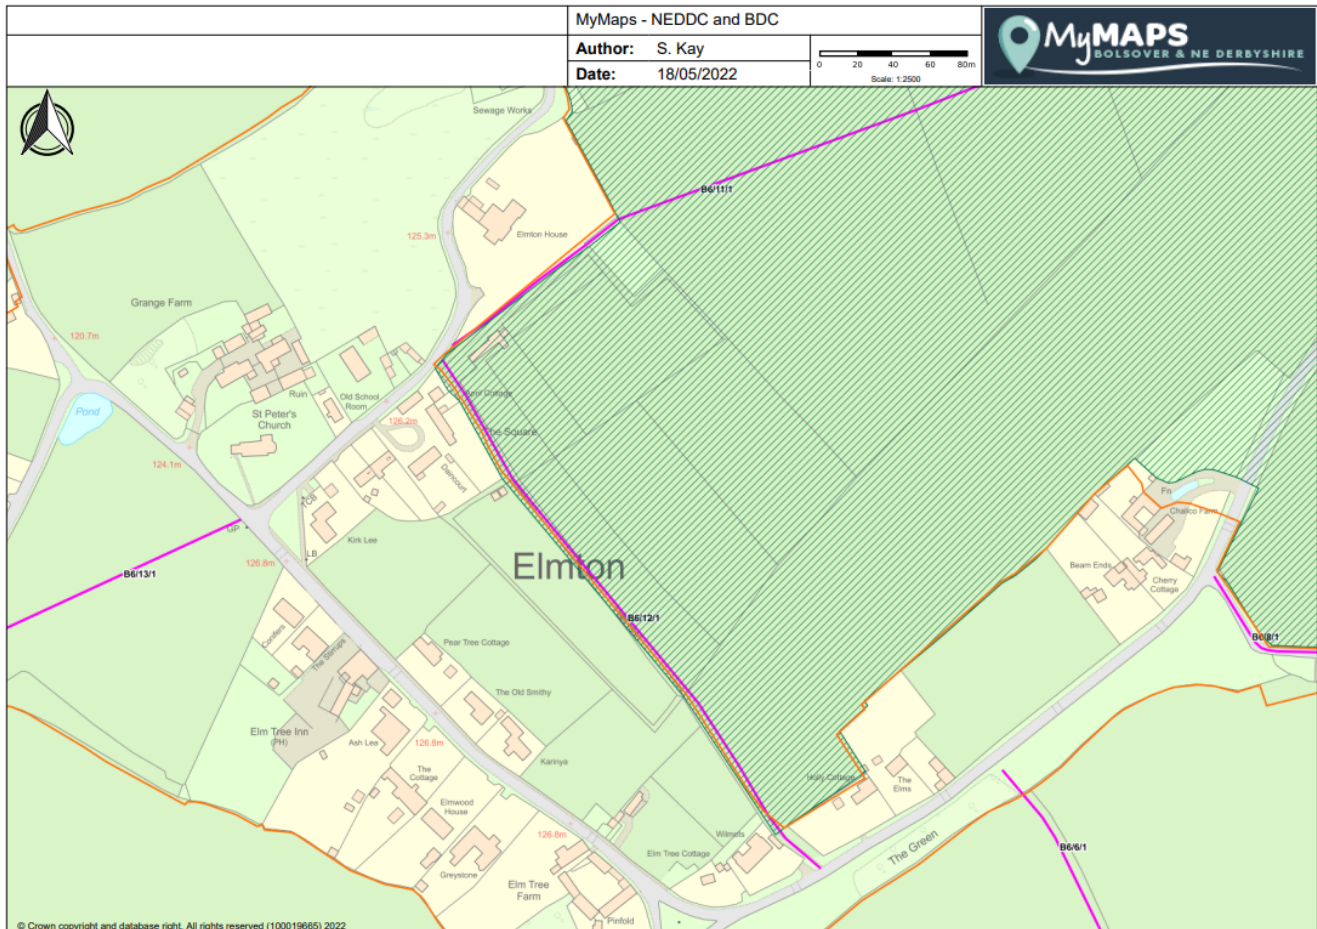 MyMaps - NEDDC and BDC
Author: S. Kay
Date: 18/05/2022
0 20 40 60 80m
Scale: 1:2500
MyMAPS
BOLSOVER & NE DERBYSHIRE
Sewage Works
B6/11/1
125.3m
Elmton House
Grange Farm
120.7m
Ruin
Old School
Room
April Cottage
Pond
St Peter's
Church
126.2m
The Square
124.1m
Daincourt
Fn
TCB
Chalico Farm
GP
Kirk Lee
LB
126.8m
Elmton
Beam Ends
B6/13/1
Cherry
Cottage
B6/12/1
B6/8/1
Conifers
Pear Tree Cottage
The Stirrups
The Old Smithy
Elm Tree Inn
(PH)
Ash Lea
126.8m
Karinya
The
Cottage
Holly Cottage
The
Elms
Elmwood
House
126.8m
Wilmots
The Green
B6/6/1
Elm Tree Cottage
Greystone
Elm Tree
Farm
Pinfold
© Crown copyright and database right. All rights reserved (100019665) 2022